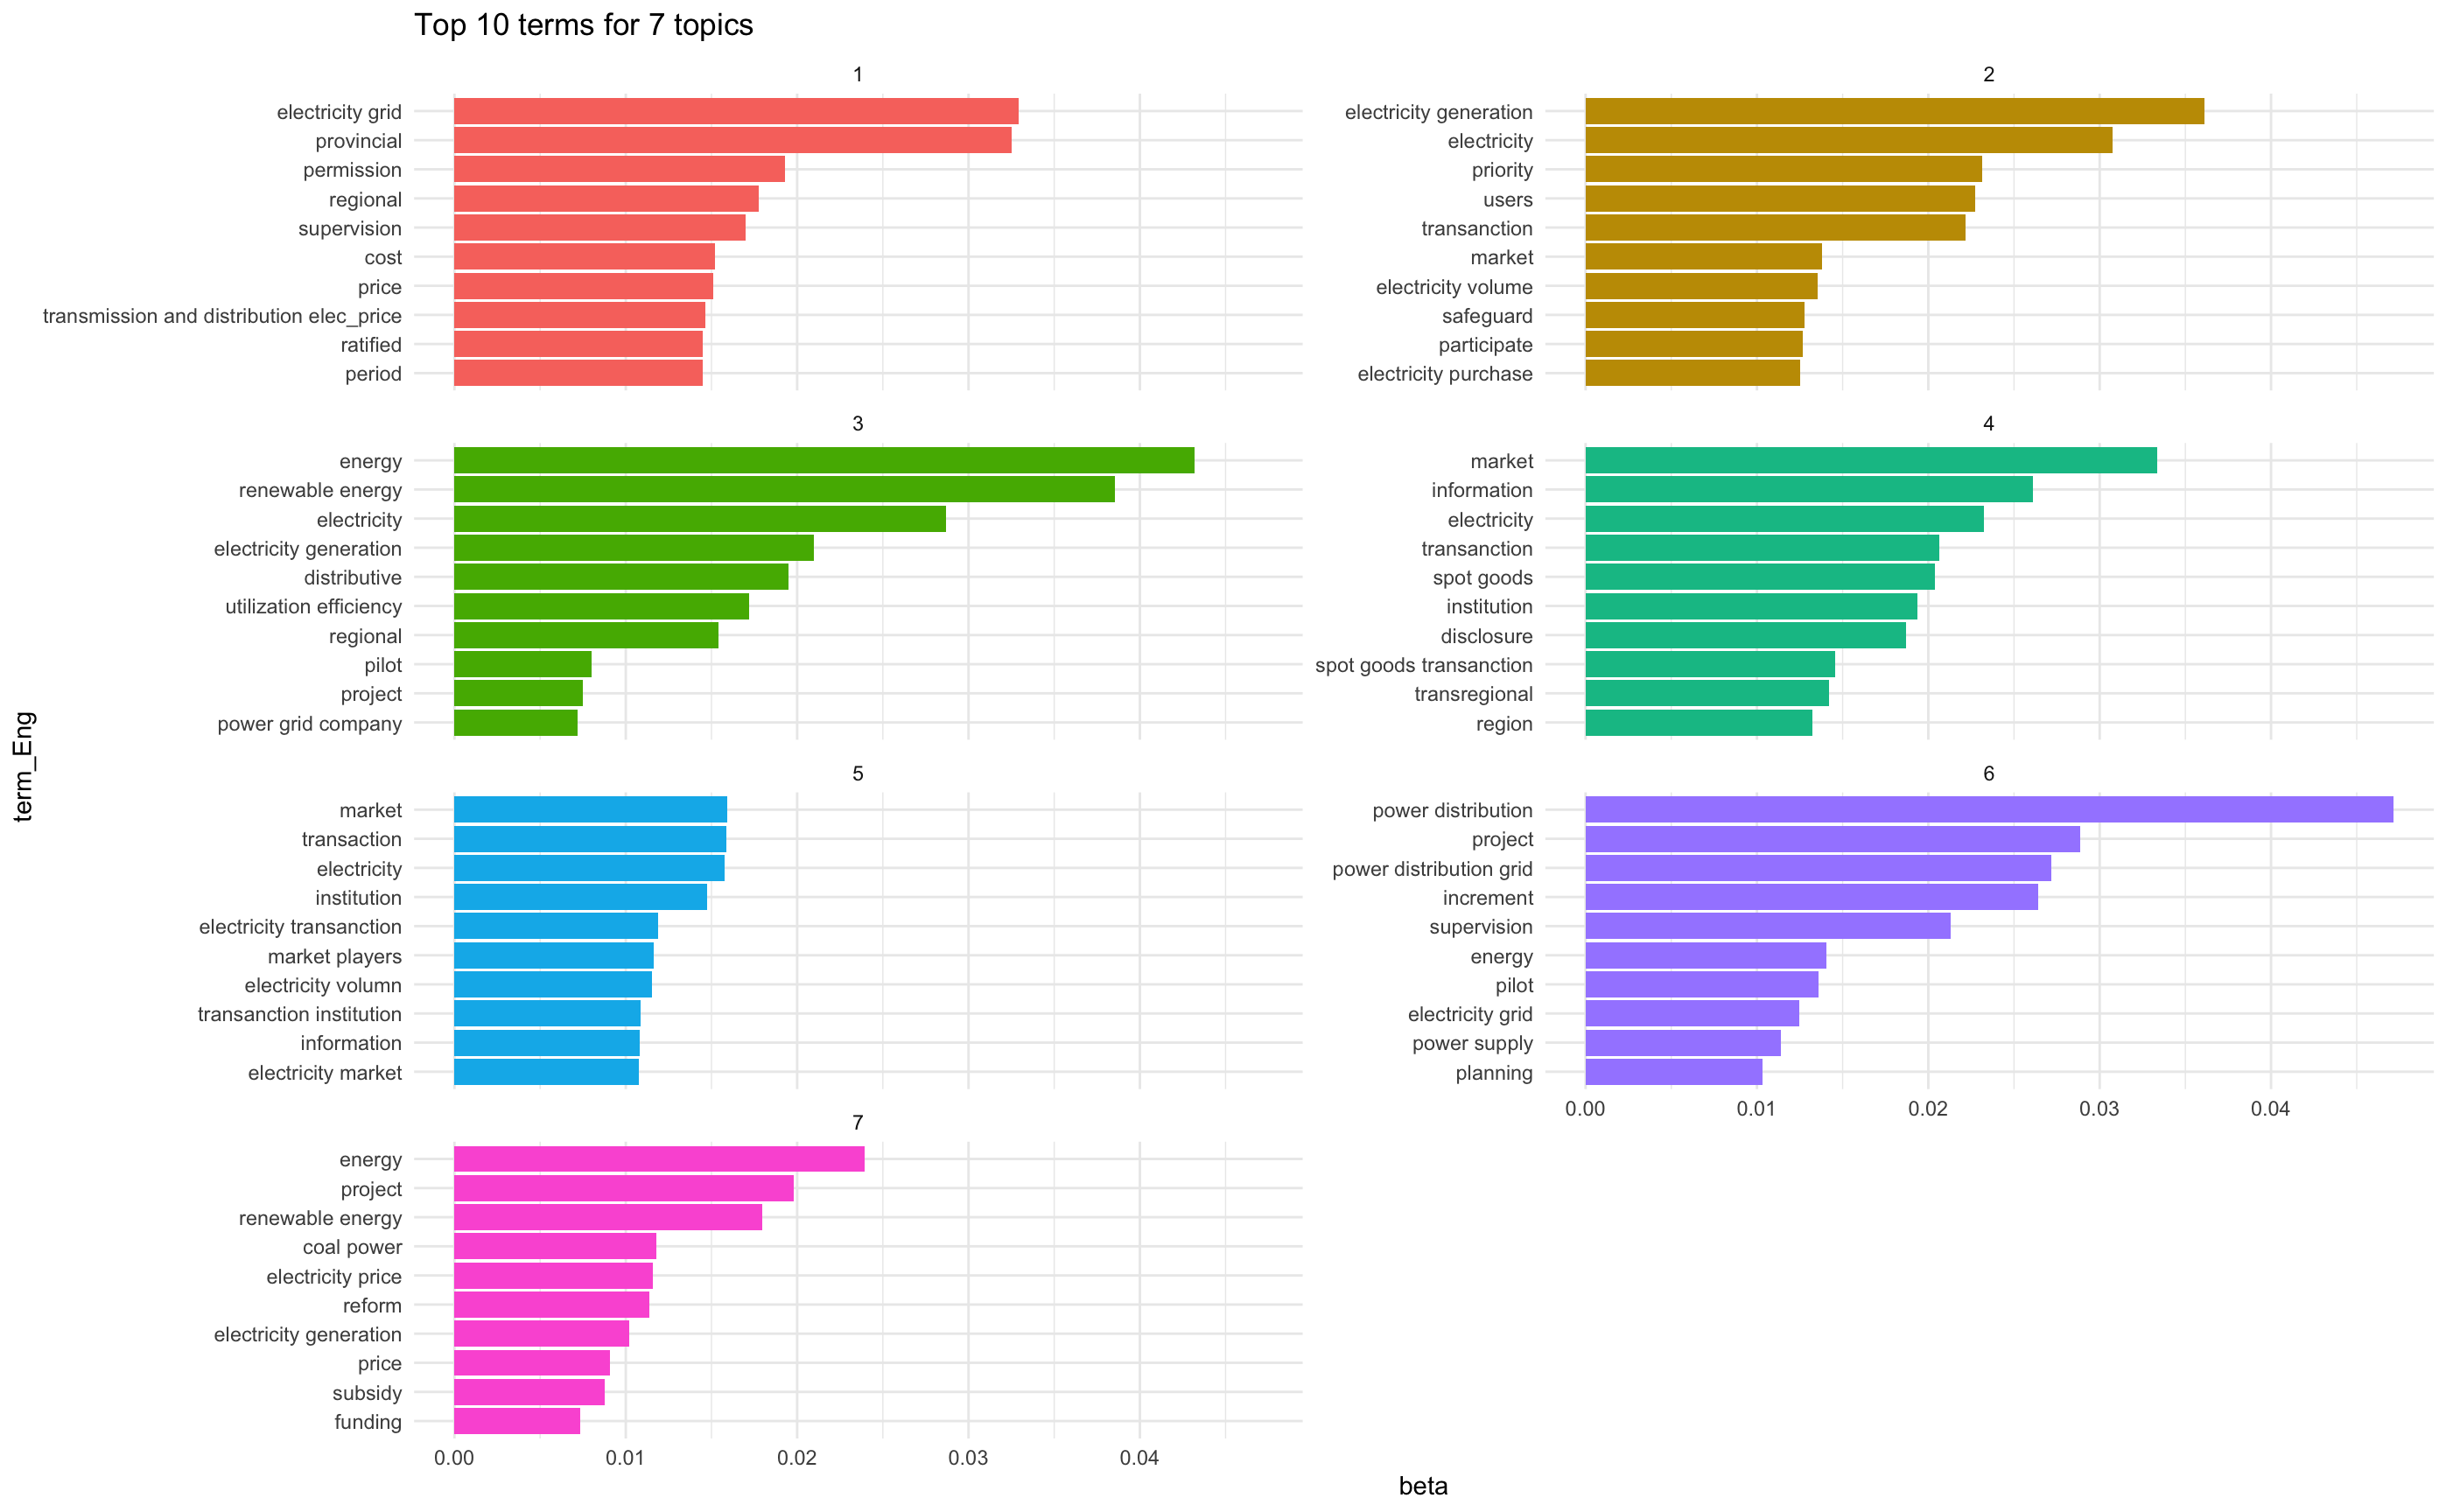 Top 10 terms for 7 topics
1
electricity grid
provincial
permission
regional
supervision
cost
price
transmission and distribution elec_price
ratified
period
2
electricity generation
electricity
priority
users
transanction
market
electricity volume
safeguard
participate
electricity purchase
3
energy
renewable energy
electricity
electricity generation
distributive
utilization efficiency
regional
pilot
project
power grid company
4
market
information
electricity
transanction
spot goods
institution
disclosure
spot goods transanction
transregional
region
5
market
transaction
electricity
institution
electricity transanction
market players
electricity volumn
transanction institution
information
electricity market
6
power distribution
project
power distribution grid
increment
supervision
energy
pilot
electricity grid
power supply
planning
0.00 0.01 0.02 0.03 0.04
7
energy
project
renewable energy
coal power
electricity price
reform
electricity generation
price
subsidy
funding
0.00 0.01 0.02 0.03 0.04
beta
term_Eng